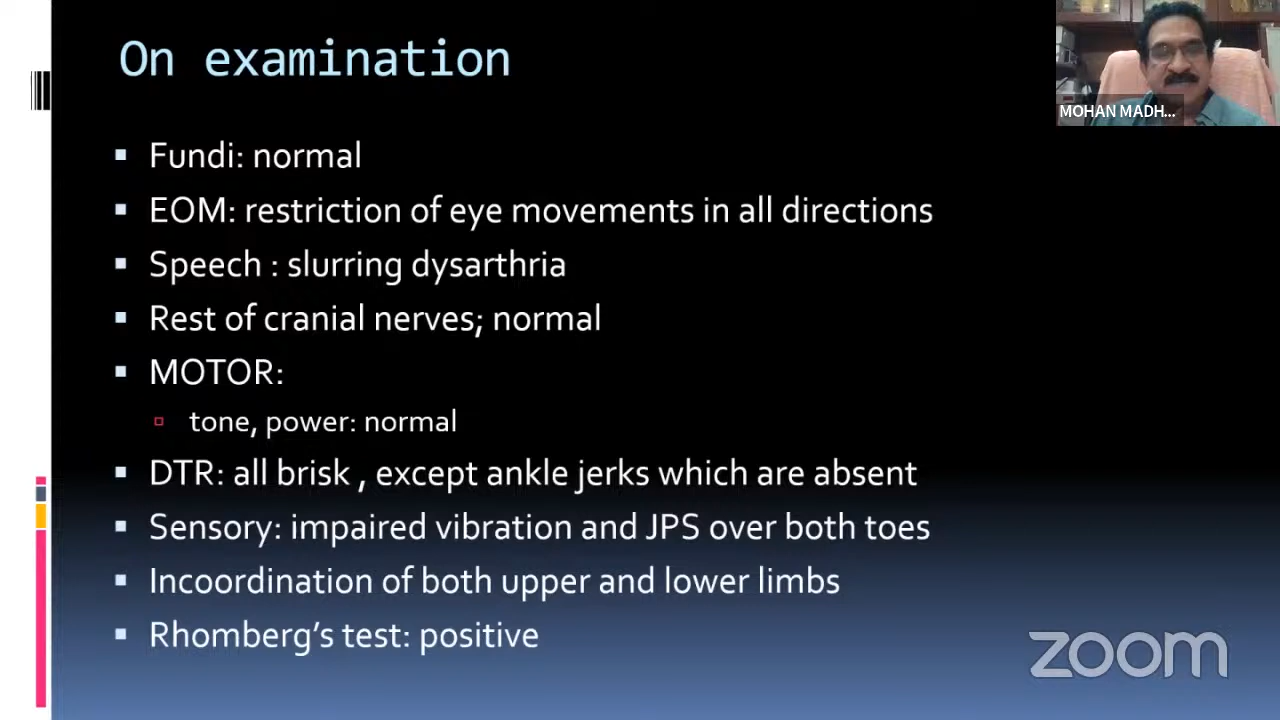 On examination
MOHAN MADH...
Fundi: normal
EOM: restriction of eye movements in all directions
Speech : slurring dysarthria
Rest of cranial nerves; normal
MOTOR:
tone, power: normal
DTR: all brisk , except ankle jerks which are absent
Sensory: impaired vibration and JPS over both toes
Incoordination of both upper and lower limbs
Rhomberg's test: positive
zoom